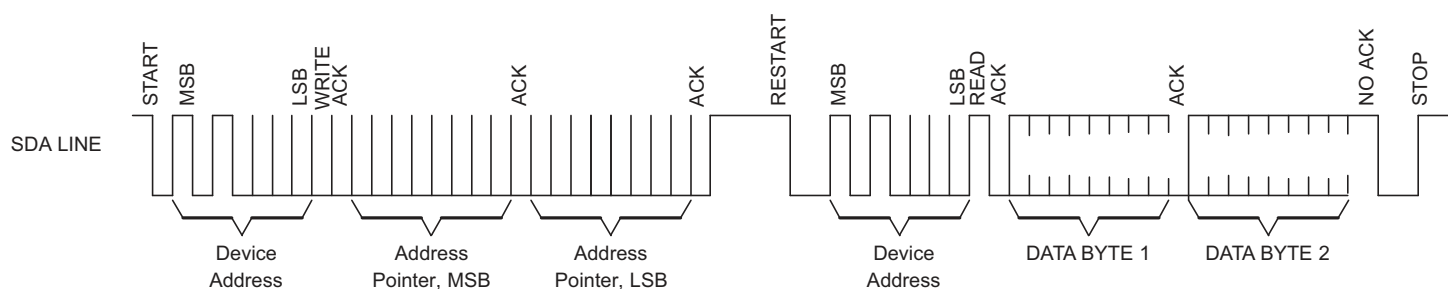 START
MSB
LSB
WRITE
ACK
ACK
ACK
RESTART
MSB
LSB
READ
ACK
ACK
NO ACK
STOP
SDA LINE
Device
Address
Address
Pointer, MSB
Address
Pointer, LSB
Device
Address
DATA BYTE 1
DATA BYTE 2